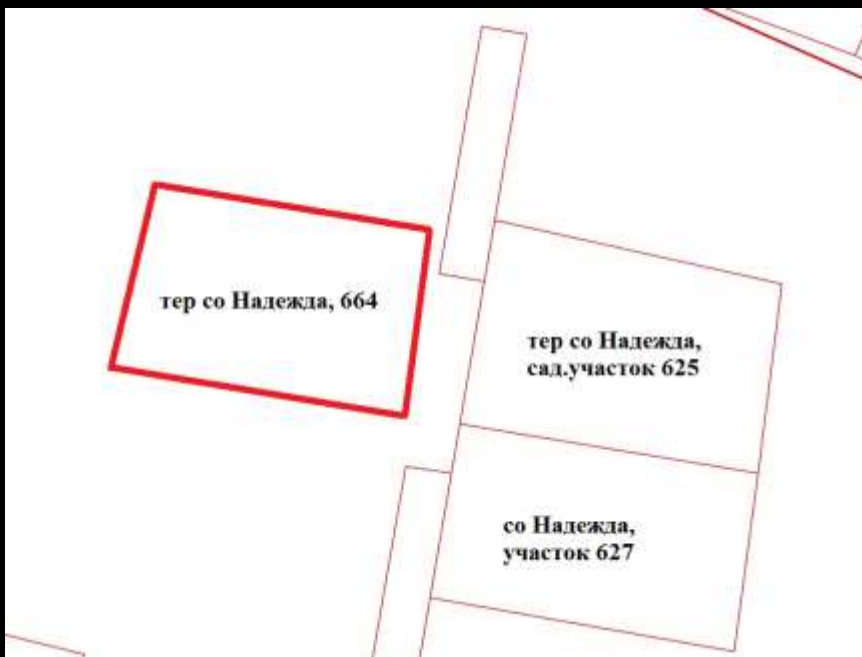 тер со Надежда, 664
тер со Надежда,
сад.участок 625
со Надежда,
участок 627